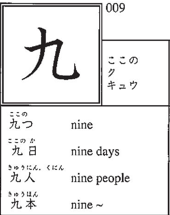 009
九
ここの
ク
キュウ
ここの
九つ nine
ここの か
九日 nine days
きゅうにん, くにん
九人 nine people
きゅうほん
九本 nine ~